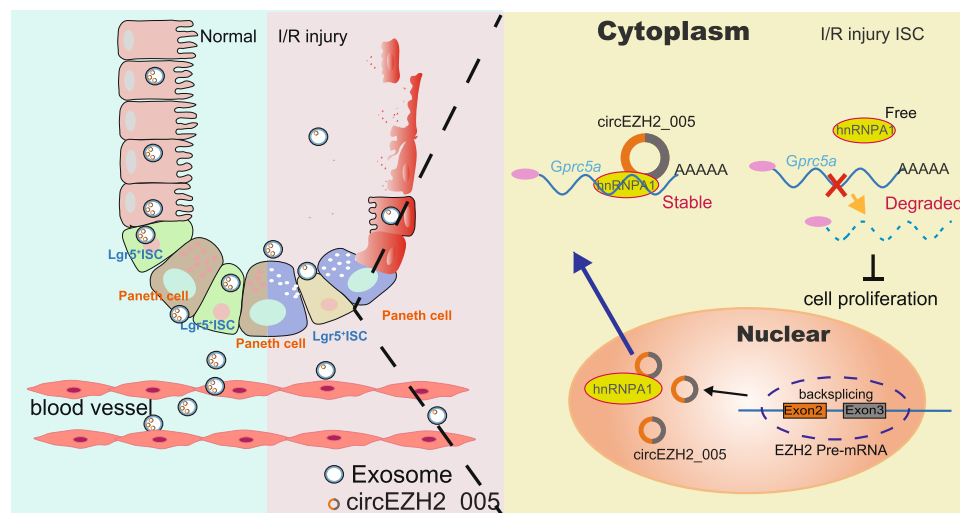 Normal
I/R injury
Lgr5+ISC
Paneth cell
Lgr5+ISC
Paneth cell
Lgr5+ISC
Paneth cell
blood vessel
Exosome
circEZH2_005
Cytoplasm
I/R injury ISC
circEZH2_005
Gprc5a
AAAAA
hnRNPA1
Stable
Free
hnRNPA1
Gprc5a
AAAAA
Degraded
cell proliferation
Nuclear
hnRNPA1
circEZH2_005
backsplicing
Exon2
Exon3
EZH2 Pre-mRNA